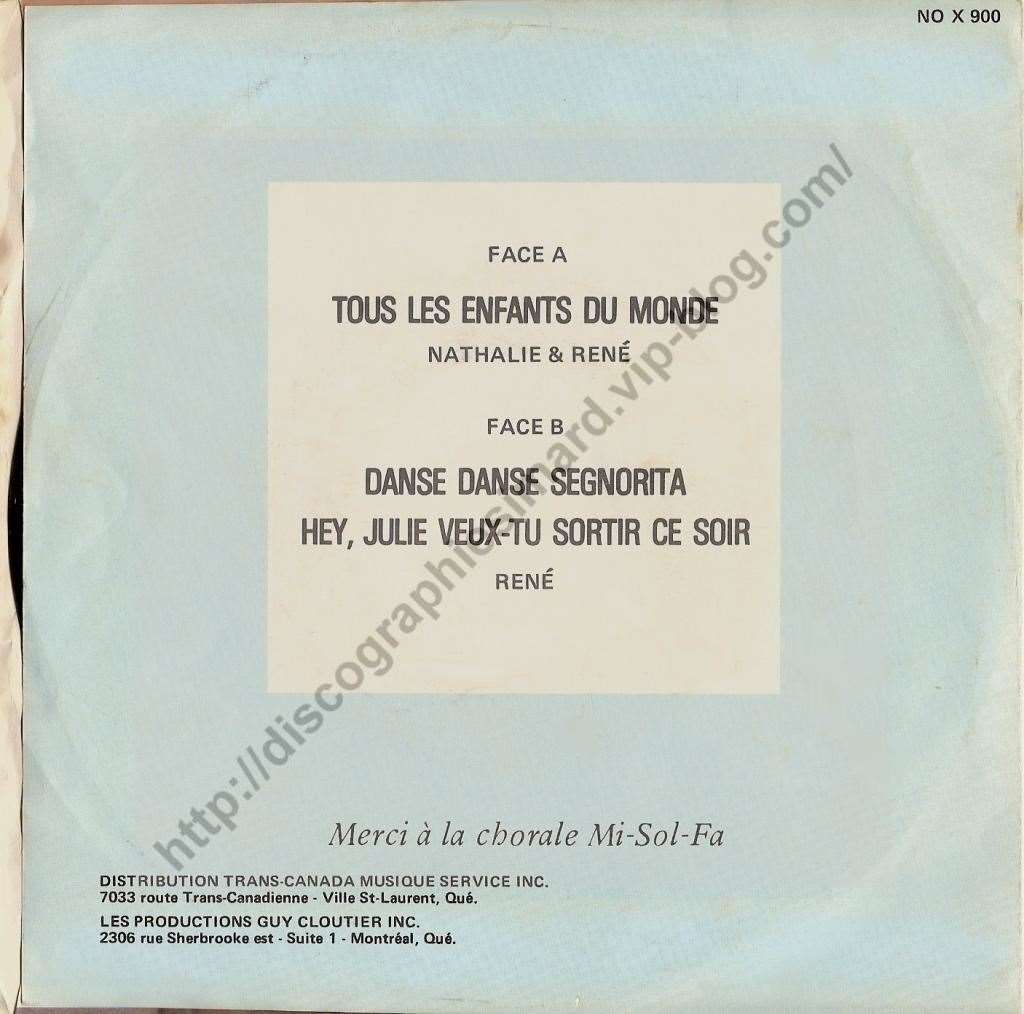 NO X 900
FACE A
TOUS LES ENFANTS DU MONDE
NATHALIE & RENÉ
FACE B
DANSE DANSE SEGNORITA
HEY, JULIE VEUX-TU SORTIR CE SOIR
RENÉ
http://discographiesimard.vip-blog.com/
Merci à la chorale Mi-Sol-Fa
DISTRIBUTION TRANS-CANADA MUSIQUE SERVICE INC.
7033 route Trans-Canadienne - Ville St-Laurent, Qué.
LES PRODUCTIONS GUY CLOUTIER INC.
2306 rue Sherbrooke est - Suite 1 - Montréal, Qué.